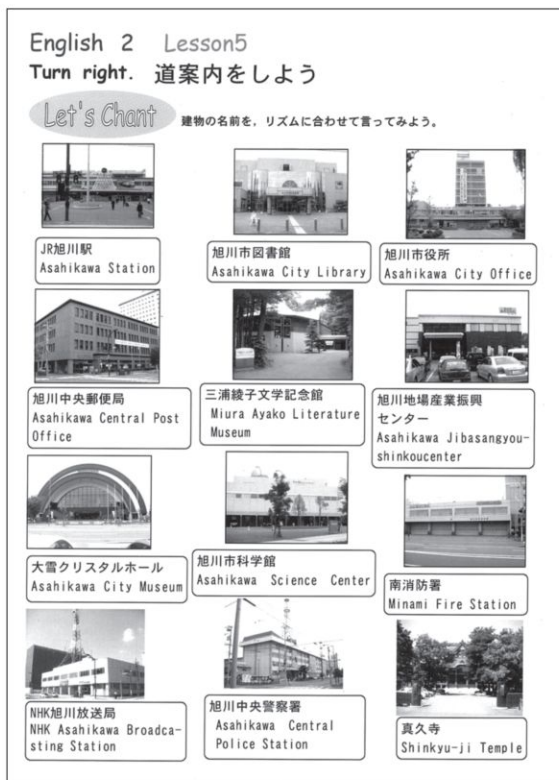 English 2 Lesson5
Turn right. 道案内をしよう
Let's Chant
建物の名前を，リズムに合わせて言ってみよう。
JR旭川駅
Asahikawa Station
旭川市図書館
Asahikawa City Library
旭川市役所
Asahikawa City Office
旭川中央郵便局
Asahikawa Central Post
Office
三浦綾子文学記念館
Miura Ayako Literature
Museum
旭川地場産業振興
センター
Asahikawa Jibasangyou-
shinkoucenter
大雪クリスタルホール
Asahikawa City Museum
旭川市科学館
Asahikawa Science Center
南消防署
Minami Fire Station
NHK旭川放送局
NHK Asahikawa Broadca-
sting Station
旭川中央警察署
Asahikawa Central
Police Station
真久寺
Shinkyu-ji Temple